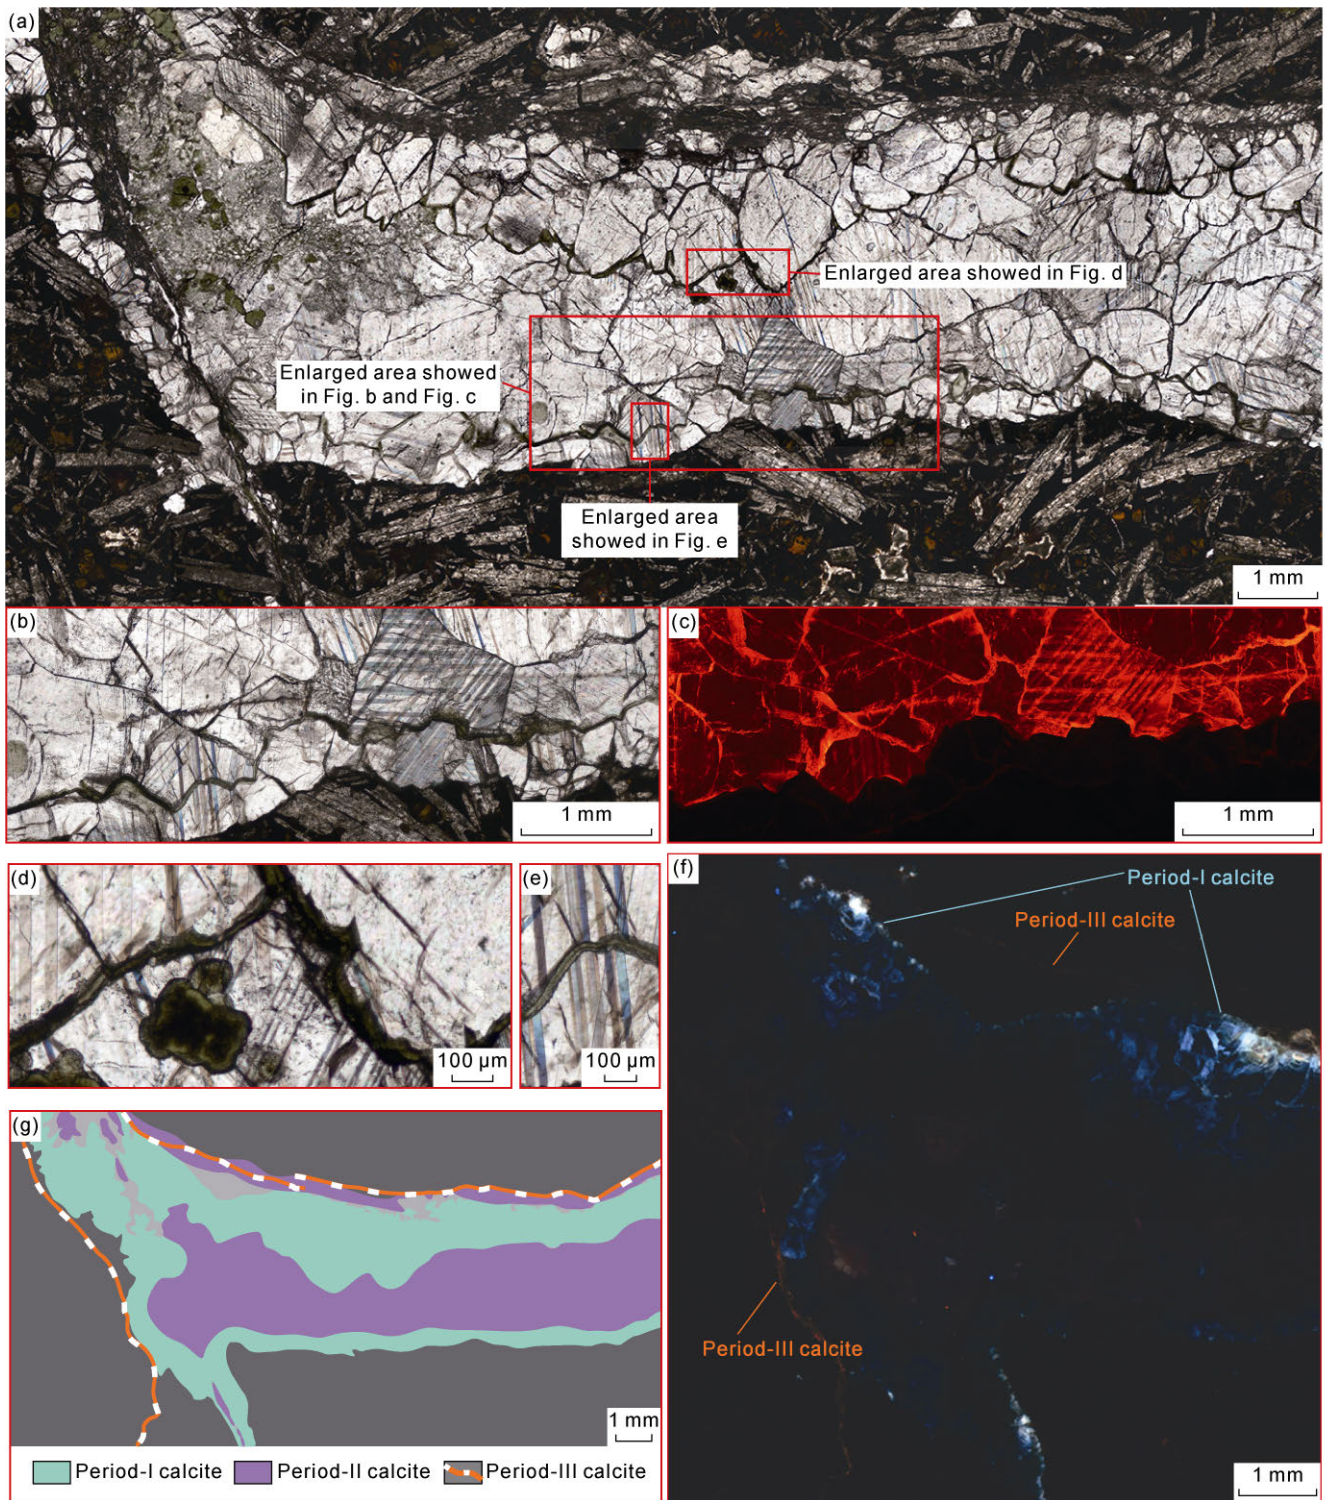 (a)
Enlarged area showed in Fig. d
Enlarged area showed
in Fig. b and Fig. c
Enlarged area
showed in Fig. e
1 mm
(b)
1 mm
(c)
1 mm
(d)
100 μm
(e)
100 μm
(f)
Period-I calcite
Period-III calcite
Period-III calcite
1 mm
(g)
1 mm
Period-I calcite
Period-II calcite
Period-III calcite